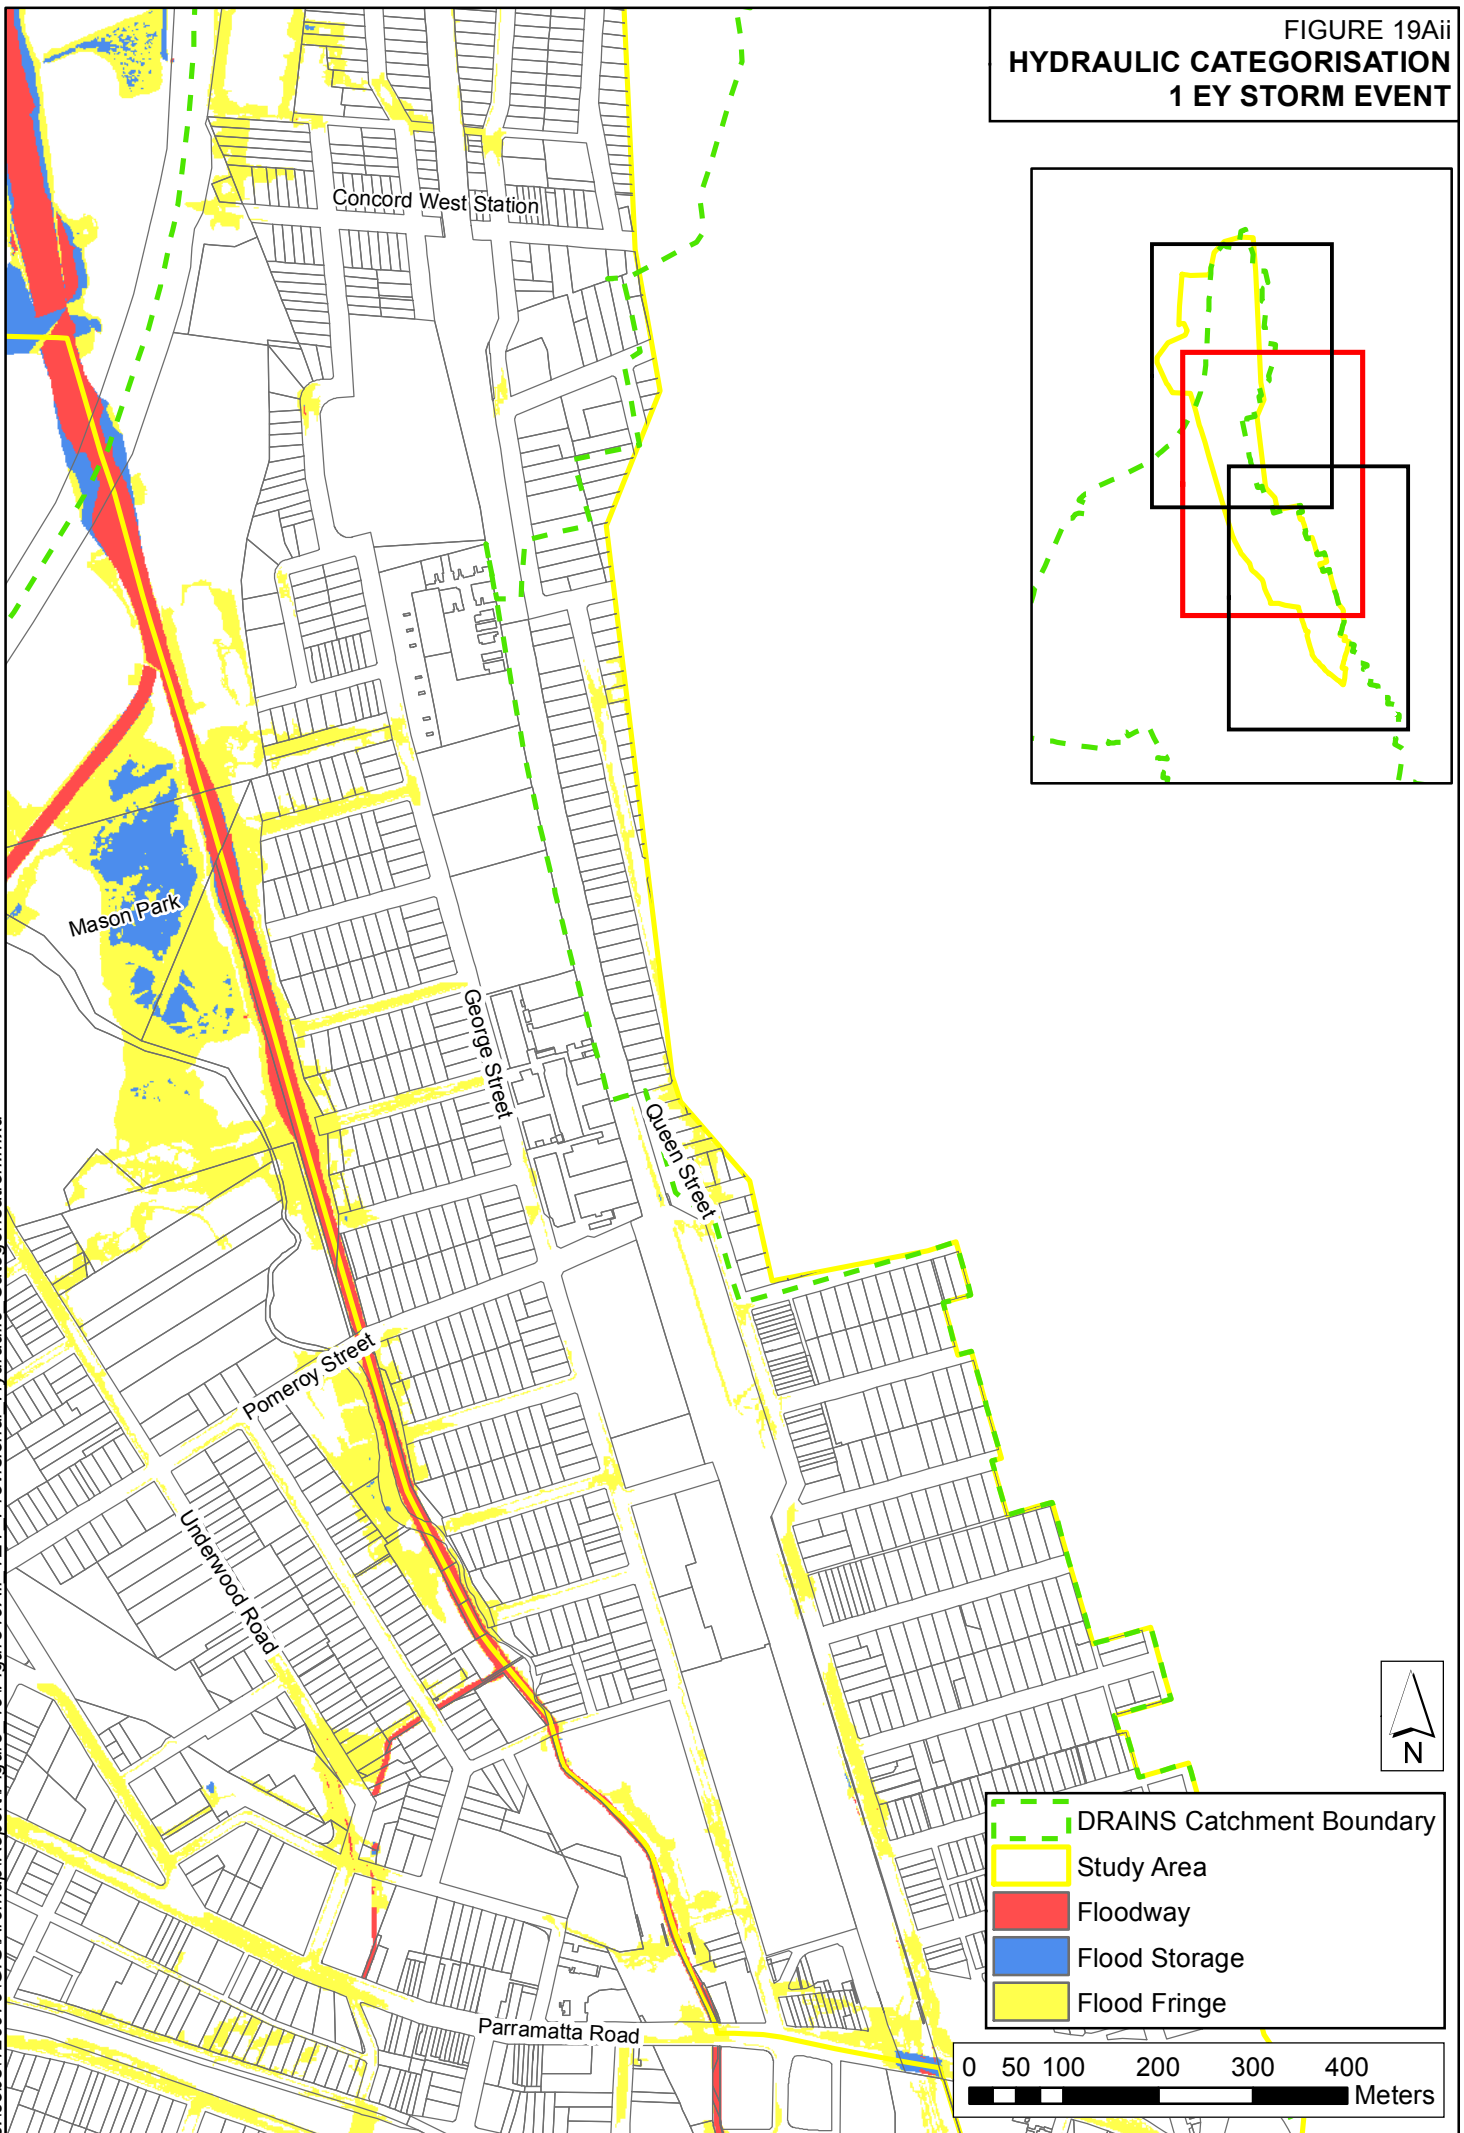 FIGURE 19Aii
HYDRAULIC CATEGORISATION
1 EY STORM EVENT
Concord West Station
Mason Park
George Street
Queen Street
Pomeroy Street
Underwood Road
Parramatta Road
N
DRAINS Catchment Boundary
Study Area
Floodway
Flood Storage
Flood Fringe
0 50 100 200 300 400
Meters